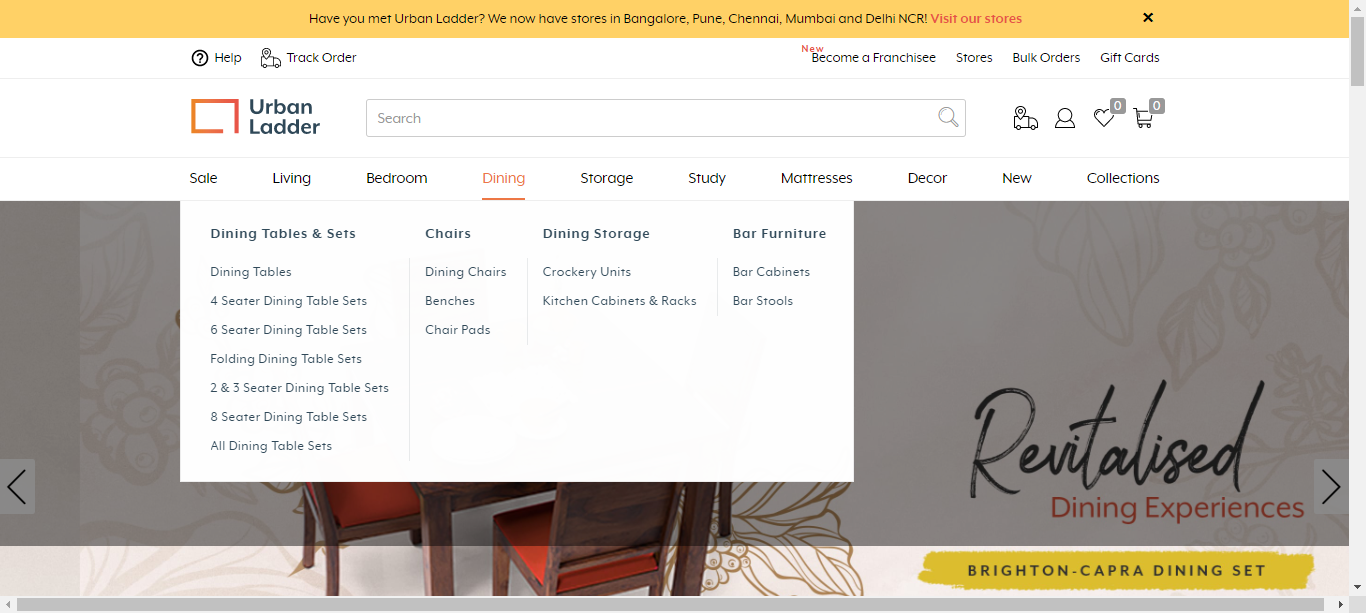 Have you met Urban Ladder? We now have stores in Bangalore, Pune, Chennai, Mumbai and Delhi NCR! Visit our stores
Help Track Order
New
Become a Franchisee Stores Bulk Orders Gift Cards
Urban
Ladder
Search
0 0
Sale Living Bedroom Dining Storage Study Mattresses Decor New Collections
Dining Tables & Sets
Dining Tables
4 Seater Dining Table Sets
6 Seater Dining Table Sets
Folding Dining Table Sets
2 & 3 Seater Dining Table Sets
8 Seater Dining Table Sets
All Dining Table Sets
Chairs
Dining Chairs
Benches
Chair Pads
Dining Storage
Crockery Units
Kitchen Cabinets & Racks
Bar Furniture
Bar Cabinets
Bar Stools
Revitalised
Dining Experiences
BRIGHTON-CAPRA DINING SET